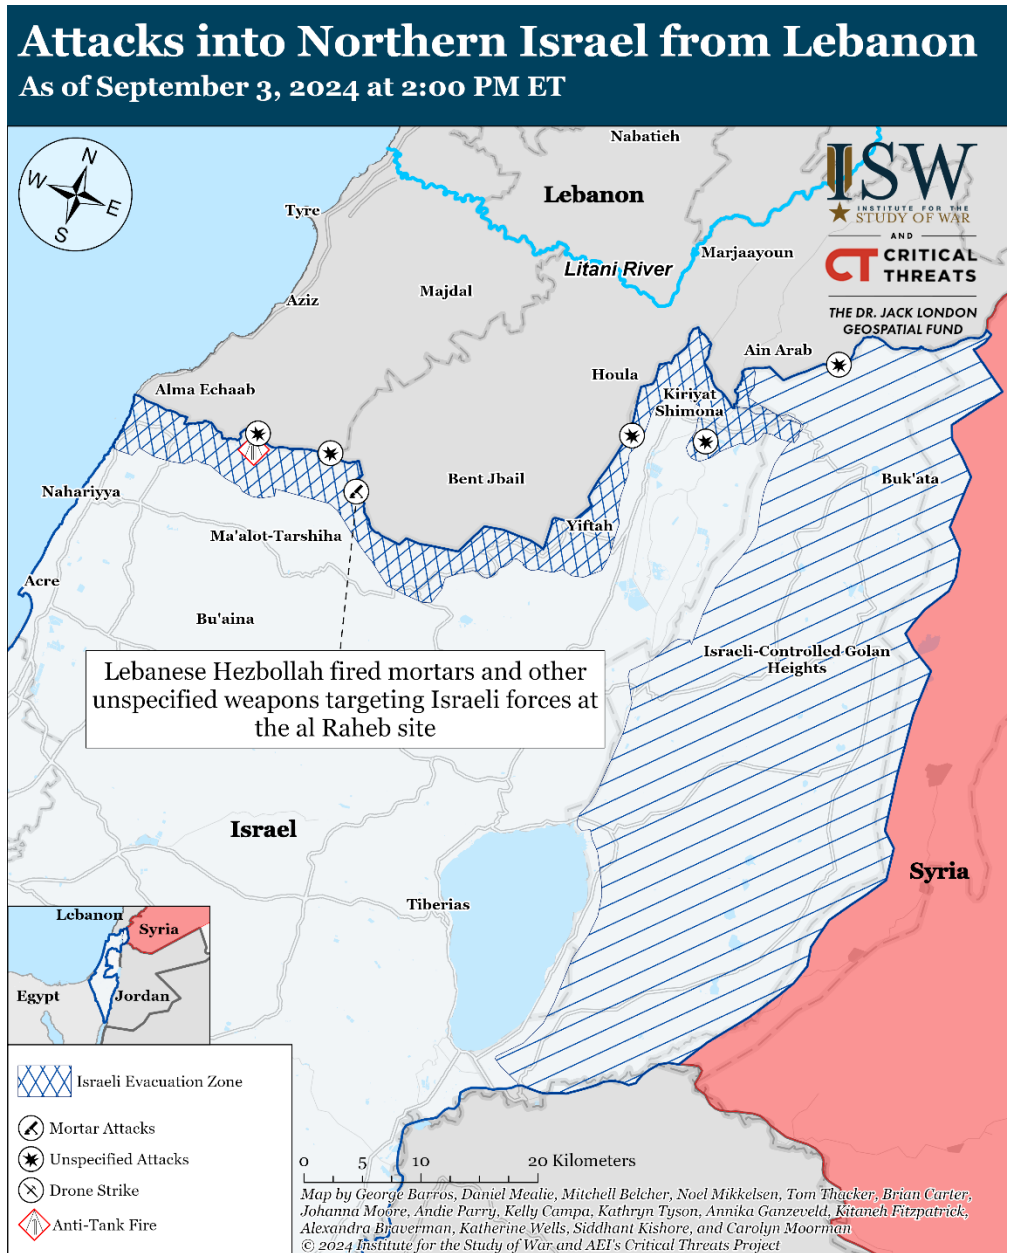 Attacks into Northern Israel from Lebanon
As of September 3, 2024 at 2:00 PM ET
N
W
E
S
Nabatieh
ISW
INSTITUTE FOR THE
STUDY OF WAR
AND
CT CRITICAL
THREATS
THE DR. JACK LONDON
GEOSPATIAL FUND
Lebanon
Tyre
Litani River
Marjaayoun
Majdal
Aziz
Ain Arab
Houla
Alma Echaab
Kiriyat
Shimona
Bent Jbail
Buk'ata
Nahariyya
Yiftah
Ma'alot-Tarshiha
Acre
Bu'aina
Israeli-Controlled Golan
Heights
Lebanese Hezbollah fired mortars and other
unspecified weapons targeting Israeli forces at
the al Raheb site
Israel
Syria
Tiberias
Lebanon
Syria
Egypt
Jordan
Israeli Evacuation Zone
Mortar Attacks
Unspecified Attacks
Drone Strike
Anti-Tank Fire
0 5 10 20 Kilometers
Map by George Barros, Daniel Mealie, Mitchell Belcher, Noel Mikkelsen, Tom Thacker, Brian Carter,
Johanna Moore, Andie Parry, Kelly Campa, Kathryn Tyson, Annika Ganzeveld, Kitaneh Fitzpatrick,
Alexandra Braverman, Katherine Wells, Siddhant Kishore, and Carolyn Moorman
© 2024 Institute for the Study of War and AEI's Critical Threats Project